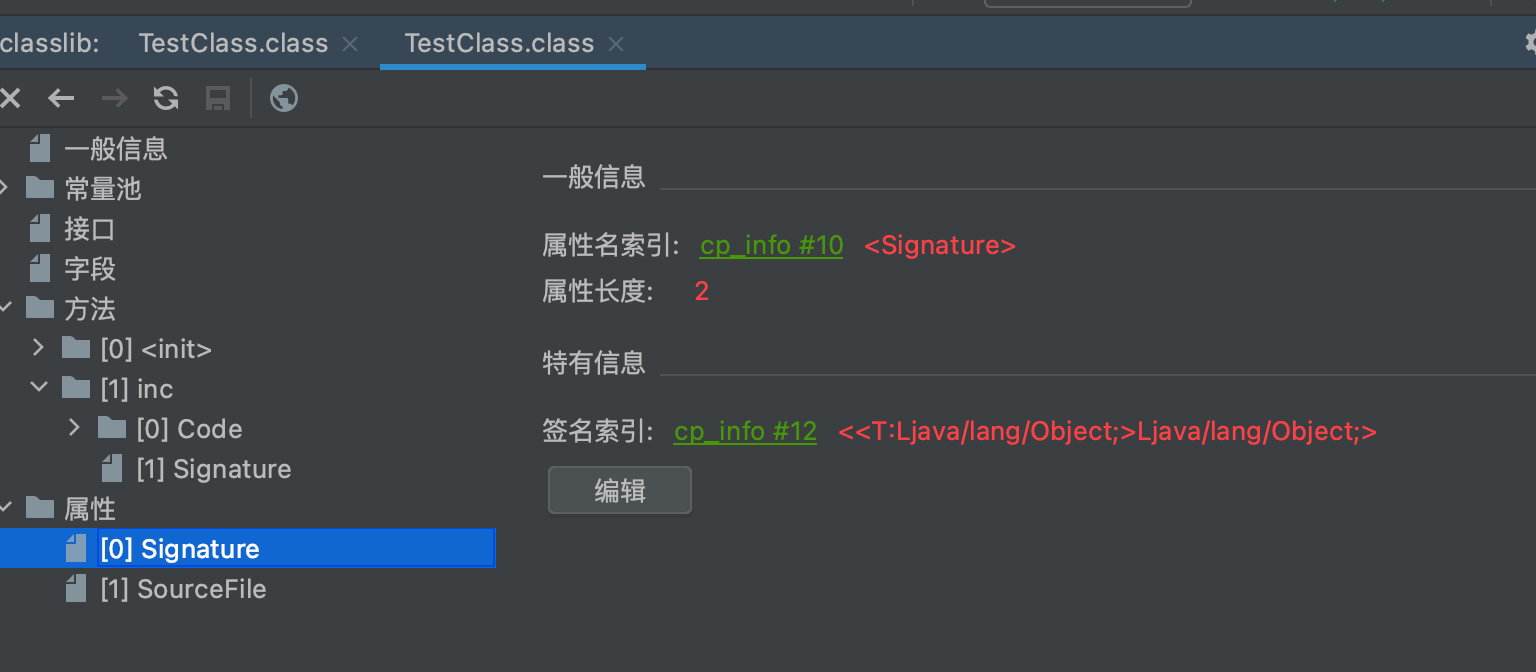 classlib:
TestClass.class
TestClass.class
一般信息
常量池
接口
字段
方法
[0] <init>
[1] inc
[0] Code
[1] Signature
属性
[0] Signature
[1] SourceFile
一般信息
属性名索引: cp_info #10 <Signature>
属性长度: 2
特有信息
签名索引: cp_info #12 <<T:Ljava/lang/Object;>Ljava/lang/Object;>
编辑